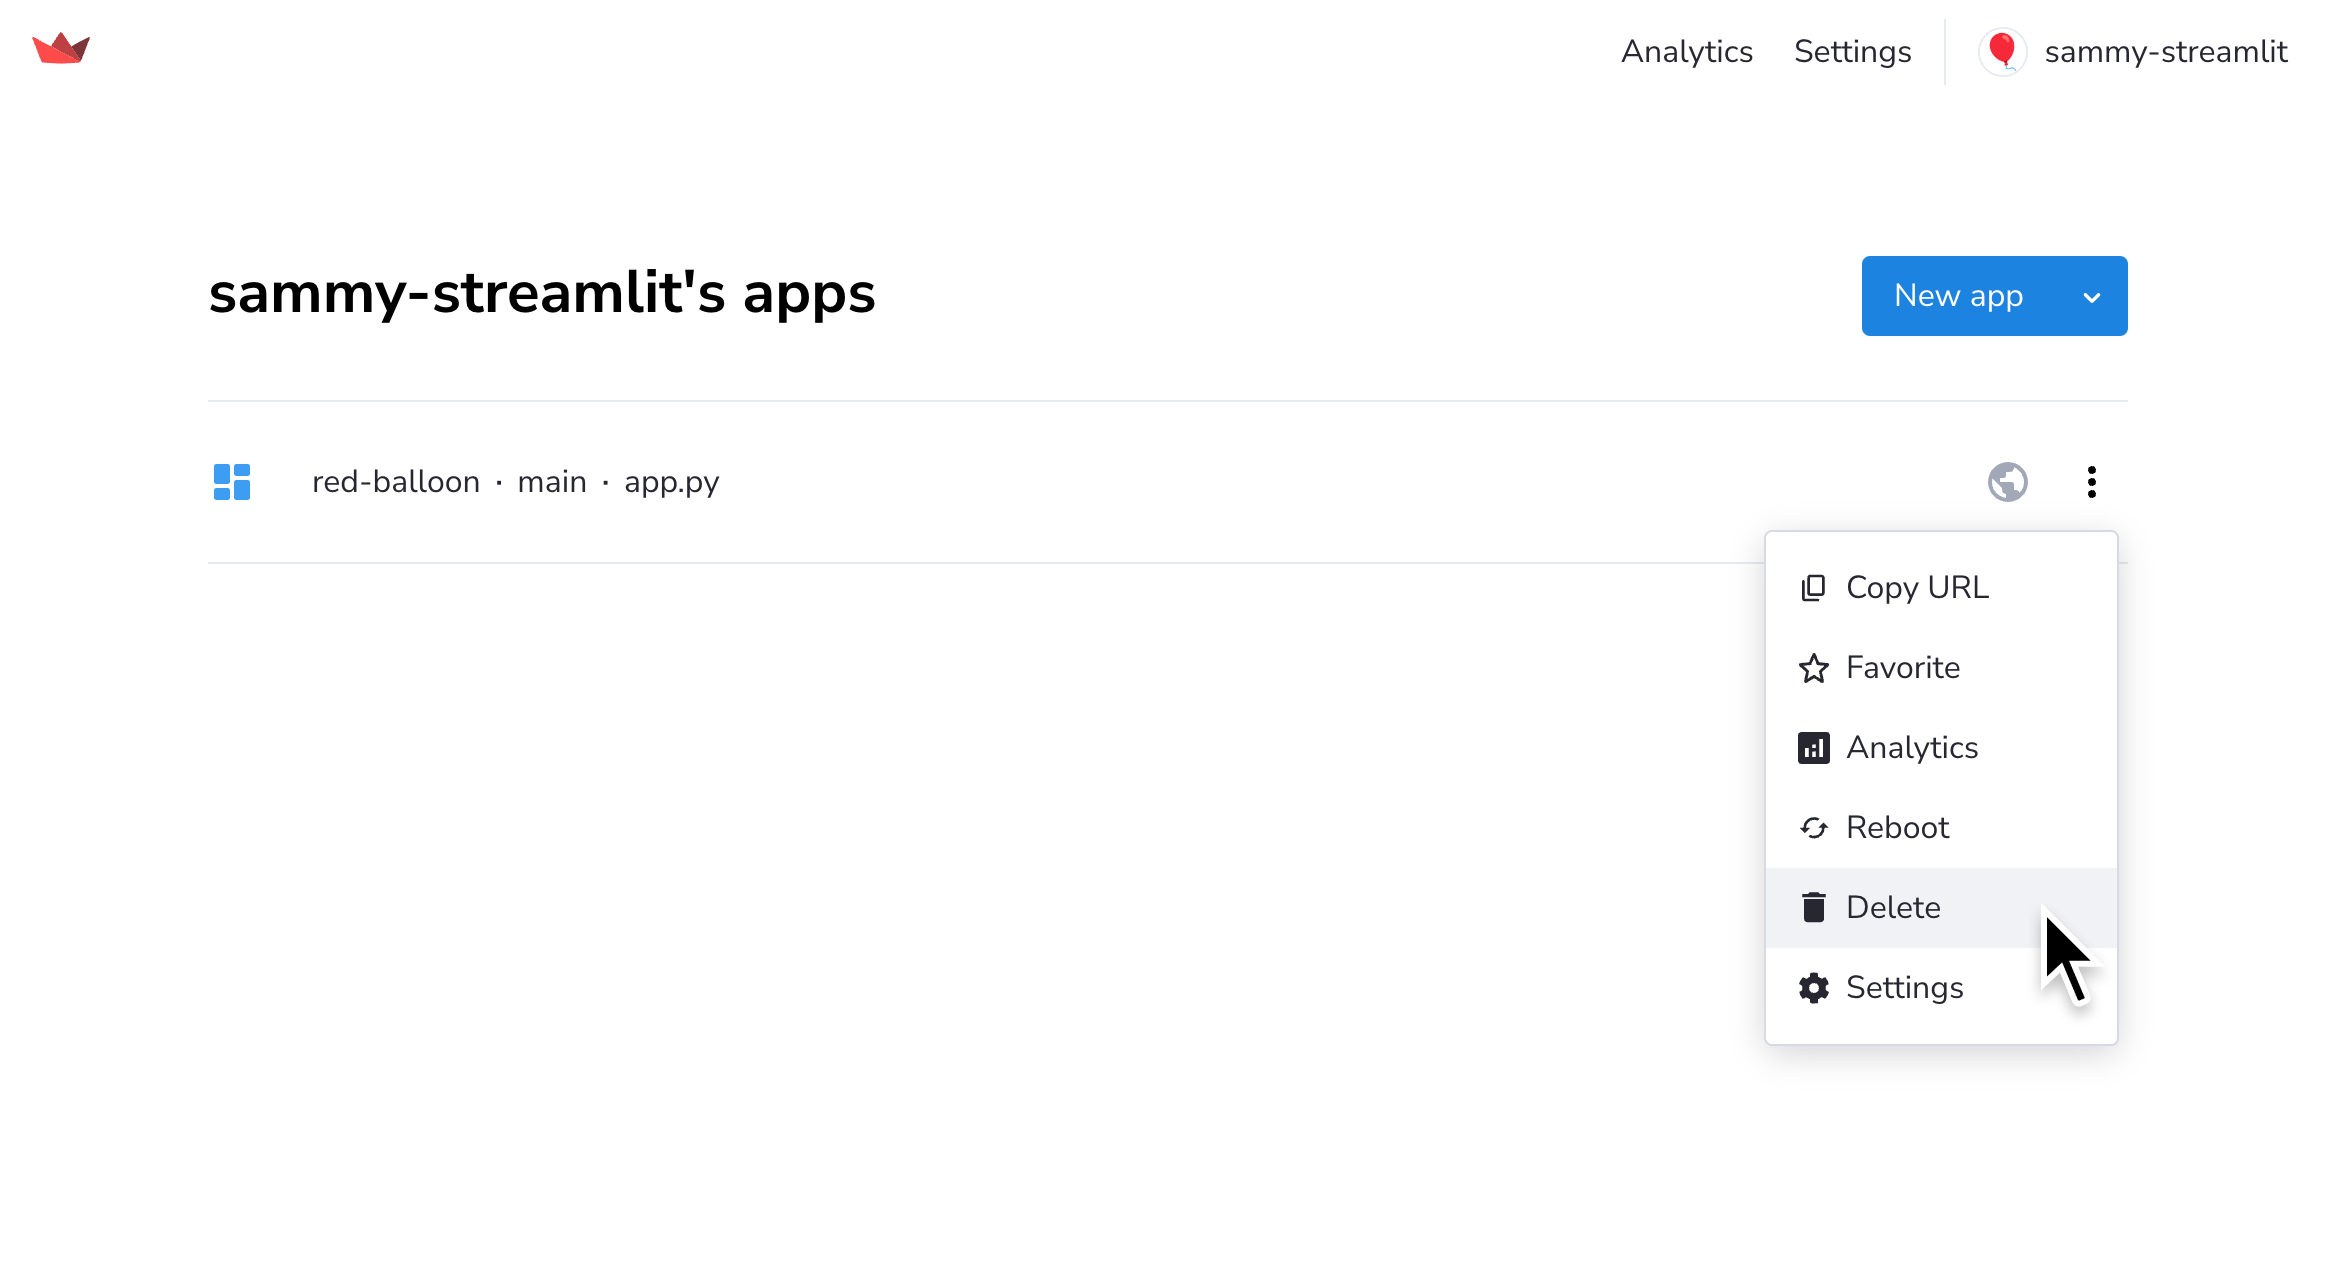 Analytics Settings sammy-streamlit
sammy-streamlit's apps
New app
red-balloon · main · app.py
Copy URL
Favorite
Analytics
Reboot
Delete
Settings